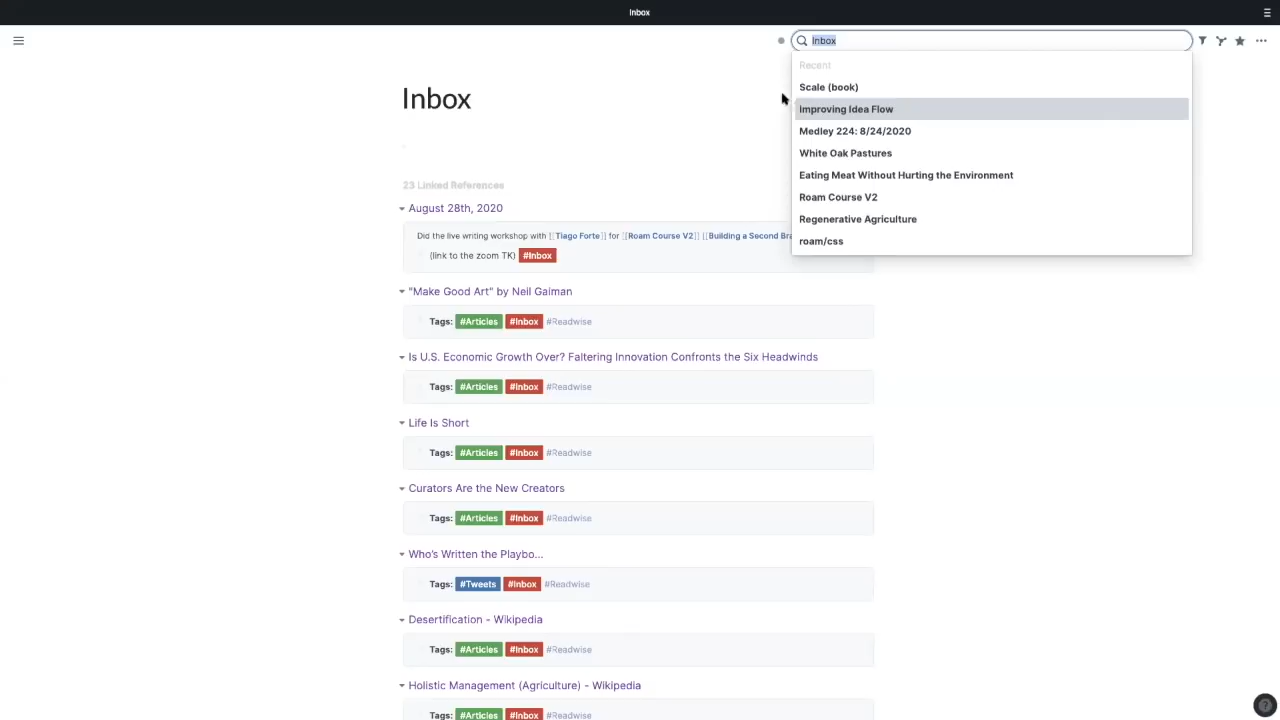 Inbox
Inbox
Recent
Scale (book)
Improving Idea Flow
Medley 224: 8/24/2020
White Oak Pastures
Eating Meat Without Hurting the Environment
Roam Course V2
Regenerative Agriculture
roam/css
Inbox
23 Linked References
August 28th, 2020
Did the live writing workshop with [[Tiago Forte]] for [[Roam Course V2]] [[Building a Second Bra
(link to the zoom TK) #Inbox
"Make Good Art" by Neil Gaiman
Tags: #Articles #Inbox #Readwise
Is U.S. Economic Growth Over? Faltering Innovation Confronts the Six Headwinds
Tags: #Articles #Inbox #Readwise
Life Is Short
Tags: #Articles #Inbox #Readwise
Curators Are the New Creators
Tags: #Articles #Inbox #Readwise
Who's Written the Playbo...
Tags: #Tweets #Inbox #Readwise
Desertification - Wikipedia
Tags: #Articles #Inbox #Readwise
Holistic Management (Agriculture) - Wikipedia
Tags: #Articles #Inbox #Readwise
?